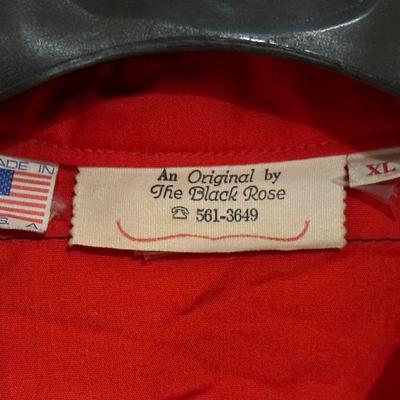 MADE IN
U.S.A
An Original by
The Black Rose
☎ 561-3649
XL